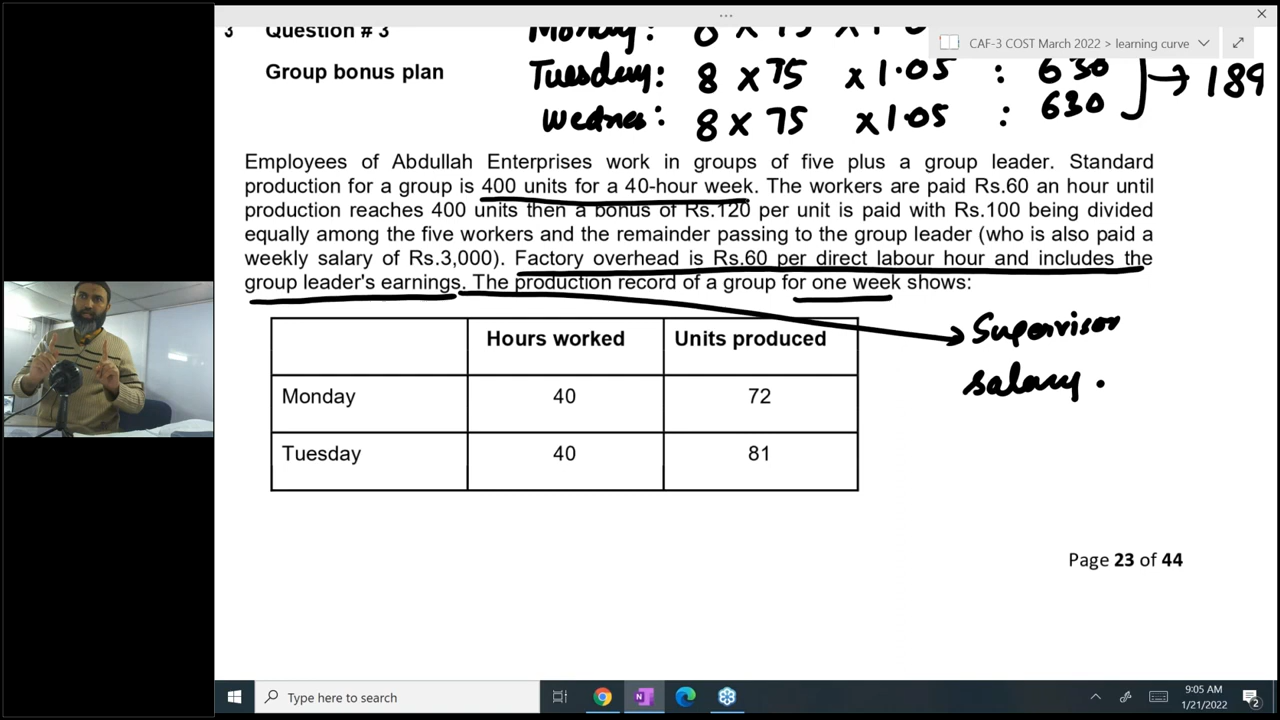 3 Question # 3
CAF-3 COST March 2022 > learning curve
Group bonus plan
Tuesday: 8 × 75 × 1.05 : 630
→ 189
Wednes: 8 × 75 × 1.05 : 630
Employees of Abdullah Enterprises work in groups of five plus a group leader. Standard
production for a group is 400 units for a 40-hour week. The workers are paid Rs.60 an hour until
production reaches 400 units then a bonus of Rs.120 per unit is paid with Rs.100 being divided
equally among the five workers and the remainder passing to the group leader (who is also paid a
weekly salary of Rs.3,000). Factory overhead is Rs.60 per direct labour hour and includes the
group leader's earnings. The production record of a group for one week shows:
Supervisor
salary.
Hours worked Units produced
Monday 40 72
Tuesday 40 81
Page 23 of 44
Type here to search
9:05 AM
1/21/2022
2